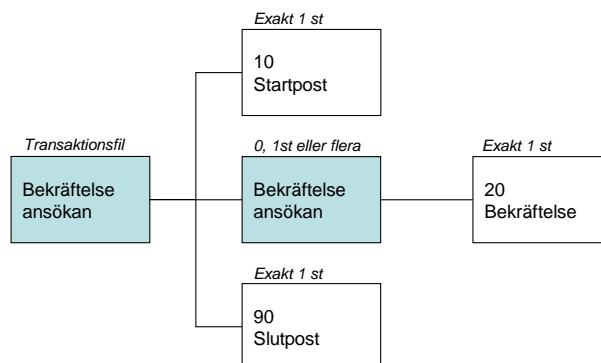 Exakt 1 st
10
Startpost
Transaktionsfil
Bekräftelse
ansökan
0, 1st eller flera
Bekräftelse
ansökan
Exakt 1 st
20
Bekräftelse
Exakt 1 st
90
Slutpost